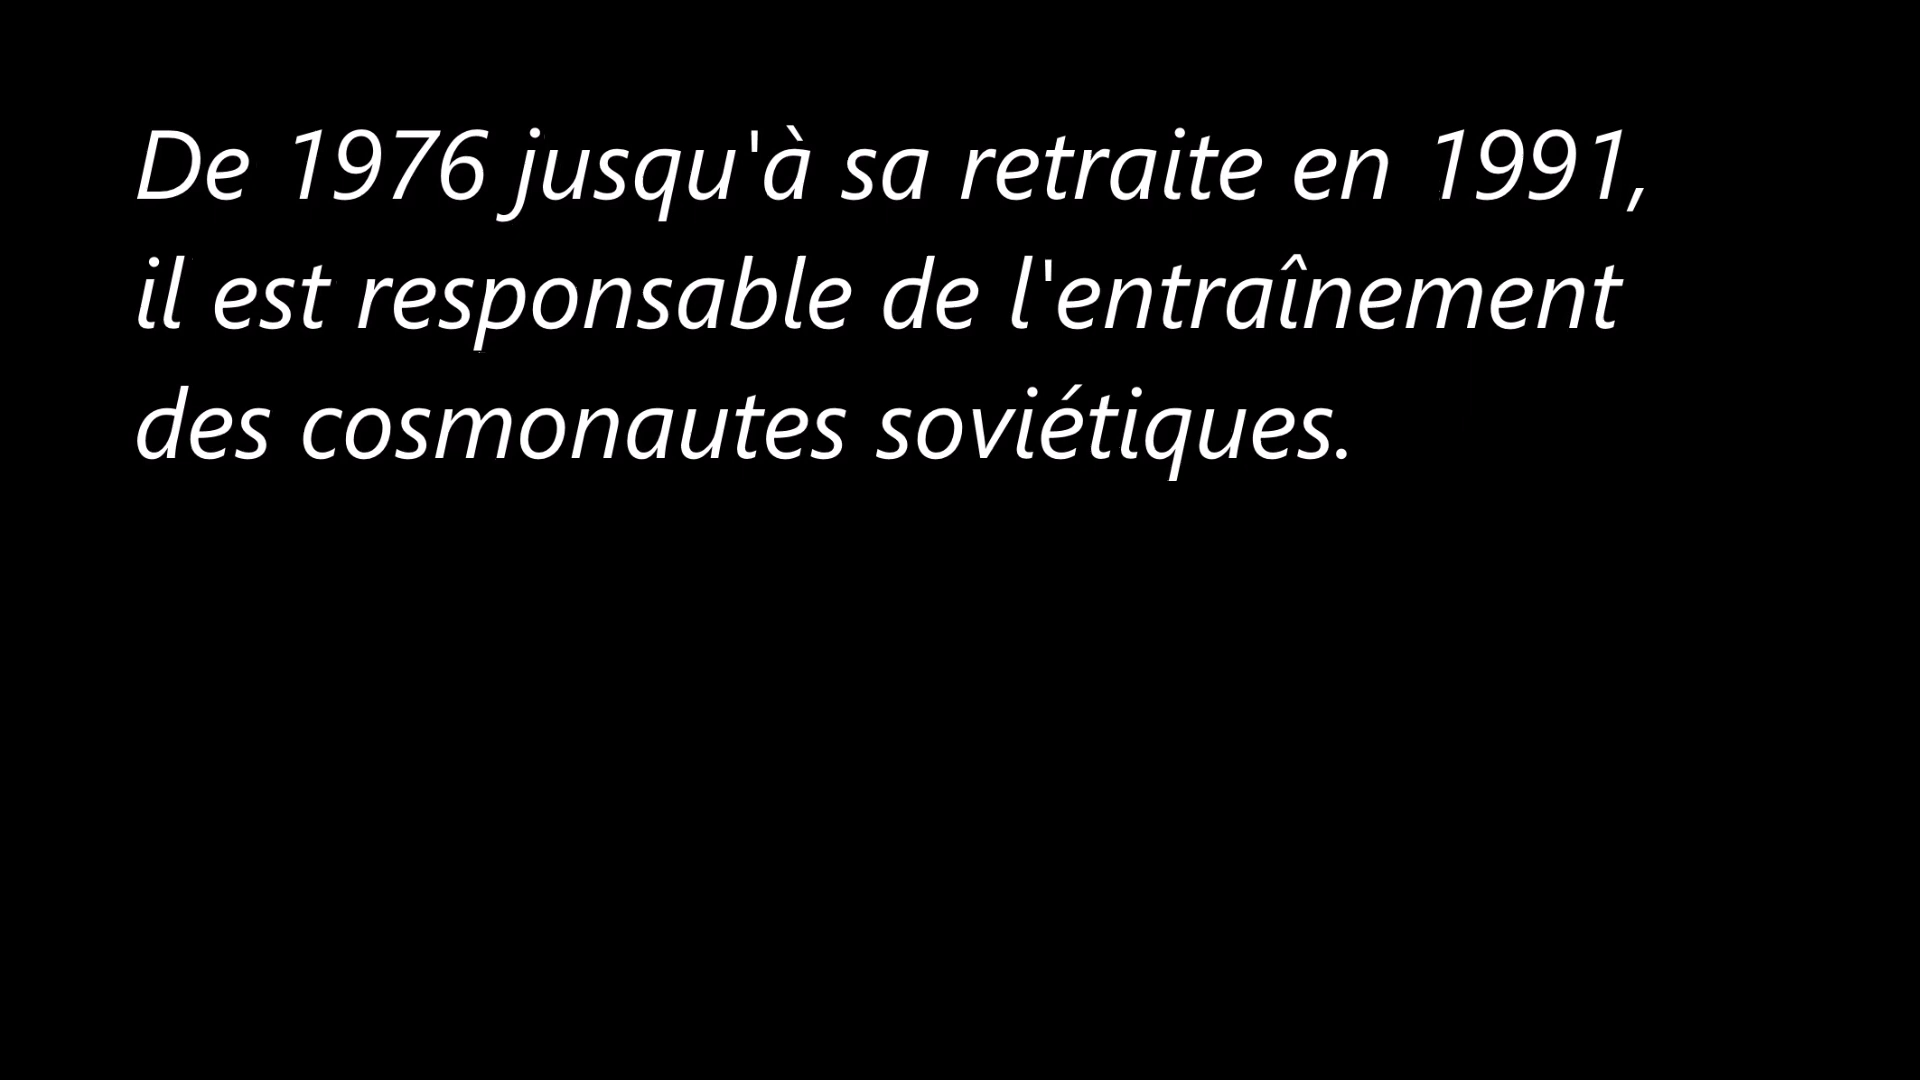 De 1976 jusqu'à sa retraite en 1991,
il est responsable de l'entraînement
des cosmonautes soviétiques.